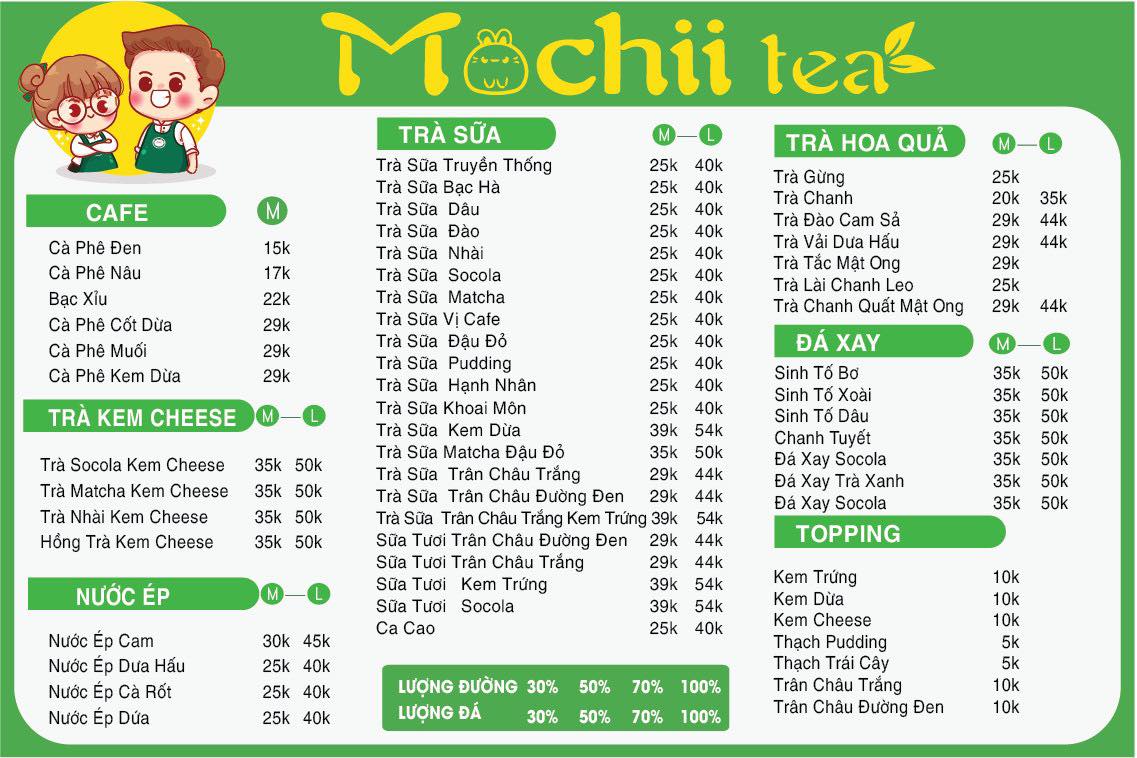 Mochii tea
CAFE M
Cà Phê Đen 15k
Cà Phê Nâu 17k
Bạc Xỉu 22k
Cà Phê Cốt Dừa 29k
Cà Phê Muối 29k
Cà Phê Kem Dừa 29k
TRÀ KEM CHEESE M L
Trà Socola Kem Cheese 35k 50k
Trà Matcha Kem Cheese 35k 50k
Trà Nhài Kem Cheese 35k 50k
Hồng Trà Kem Cheese 35k 50k
NƯỚC ÉP M L
Nước Ép Cam 30k 45k
Nước Ép Dưa Hấu 25k 40k
Nước Ép Cà Rốt 25k 40k
Nước Ép Dứa 25k 40k
TRÀ SỮA M L
Trà Sữa Truyền Thống 25k 40k
Trà Sữa Bạc Hà 25k 40k
Trà Sữa Dâu 25k 40k
Trà Sữa Đào 25k 40k
Trà Sữa Nhài 25k 40k
Trà Sữa Socola 25k 40k
Trà Sữa Matcha 25k 40k
Trà Sữa Vị Cafe 25k 40k
Trà Sữa Đậu Đỏ 25k 40k
Trà Sữa Pudding 25k 40k
Trà Sữa Hạnh Nhân 25k 40k
Trà Sữa Khoai Môn 25k 40k
Trà Sữa Kem Dừa 39k 54k
Trà Sữa Matcha Đậu Đỏ 35k 50k
Trà Sữa Trân Châu Trắng 29k 44k
Trà Sữa Trân Châu Đường Đen 29k 44k
Trà Sữa Trân Châu Trắng Kem Trứng 39k 54k
Sữa Tươi Trân Châu Đường Đen 29k 44k
Sữa Tươi Trân Châu Trắng 29k 44k
Sữa Tươi Kem Trứng 39k 54k
Sữa Tươi Socola 39k 54k
Ca Cao 25k 40k
LƯỢNG ĐƯỜNG 30% 50% 70% 100%
LƯỢNG ĐÁ 30% 50% 70% 100%
TRÀ HOA QUẢ M L
Trà Gừng 25k
Trà Chanh 20k 35k
Trà Đào Cam Sả 29k 44k
Trà Vải Dưa Hấu 29k 44k
Trà Tắc Mật Ong 29k
Trà Lài Chanh Leo 25k
Trà Chanh Quất Mật Ong 29k 44k
ĐÁ XAY M L
Sinh Tố Bơ 35k 50k
Sinh Tố Xoài 35k 50k
Sinh Tố Dâu 35k 50k
Chanh Tuyết 35k 50k
Đá Xay Socola 35k 50k
Đá Xay Trà Xanh 35k 50k
Đá Xay Socola 35k 50k
TOPPING
Kem Trứng 10k
Kem Dừa 10k
Kem Cheese 10k
Thạch Pudding 5k
Thạch Trái Cây 5k
Trân Châu Trắng 10k
Trân Châu Đường Đen 10k